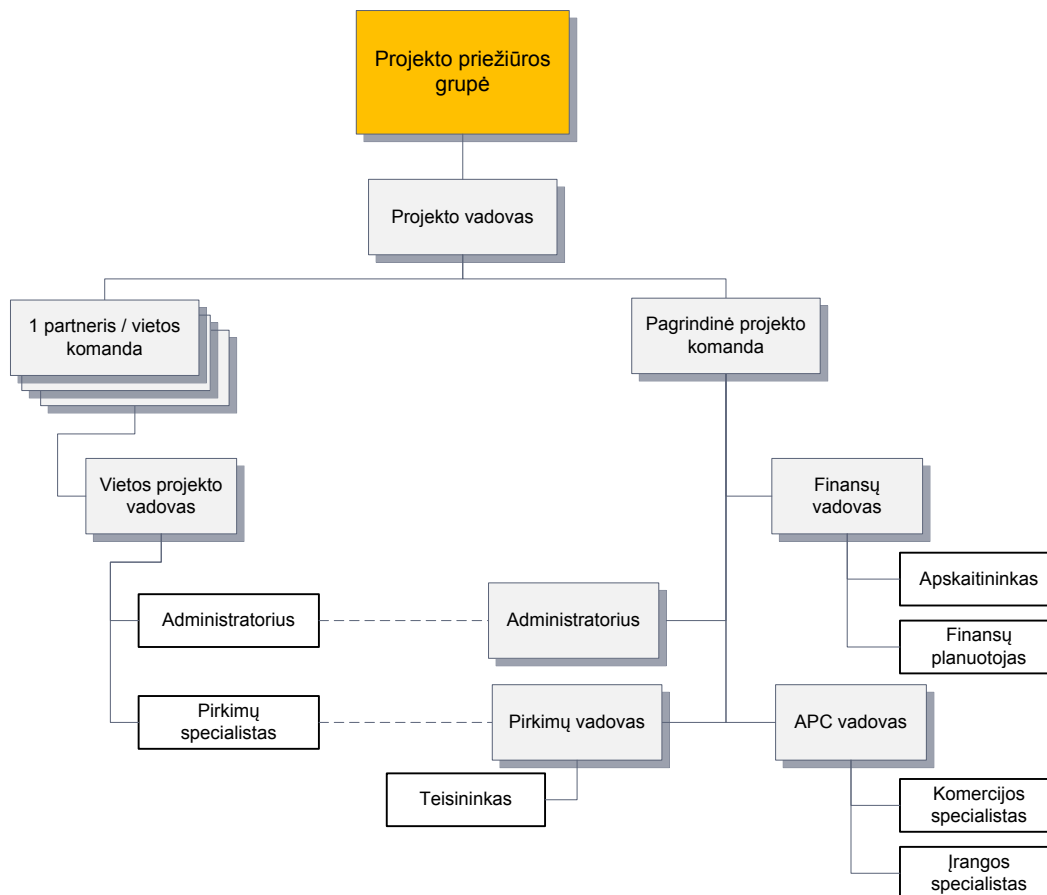 Projekto priežiūros
grupė
Projekto vadovas
1 partneris / vietos
komanda
Pagrindinė projekto
komanda
Vietos projekto
vadovas
Finansų
vadovas
Apskaitininkas
Administratorius
Administratorius
Finansų
planuotojas
Pirkimų
specialistas
Pirkimų vadovas
APC vadovas
Teisininkas
Komercijos
specialistas
Įrangos
specialistas